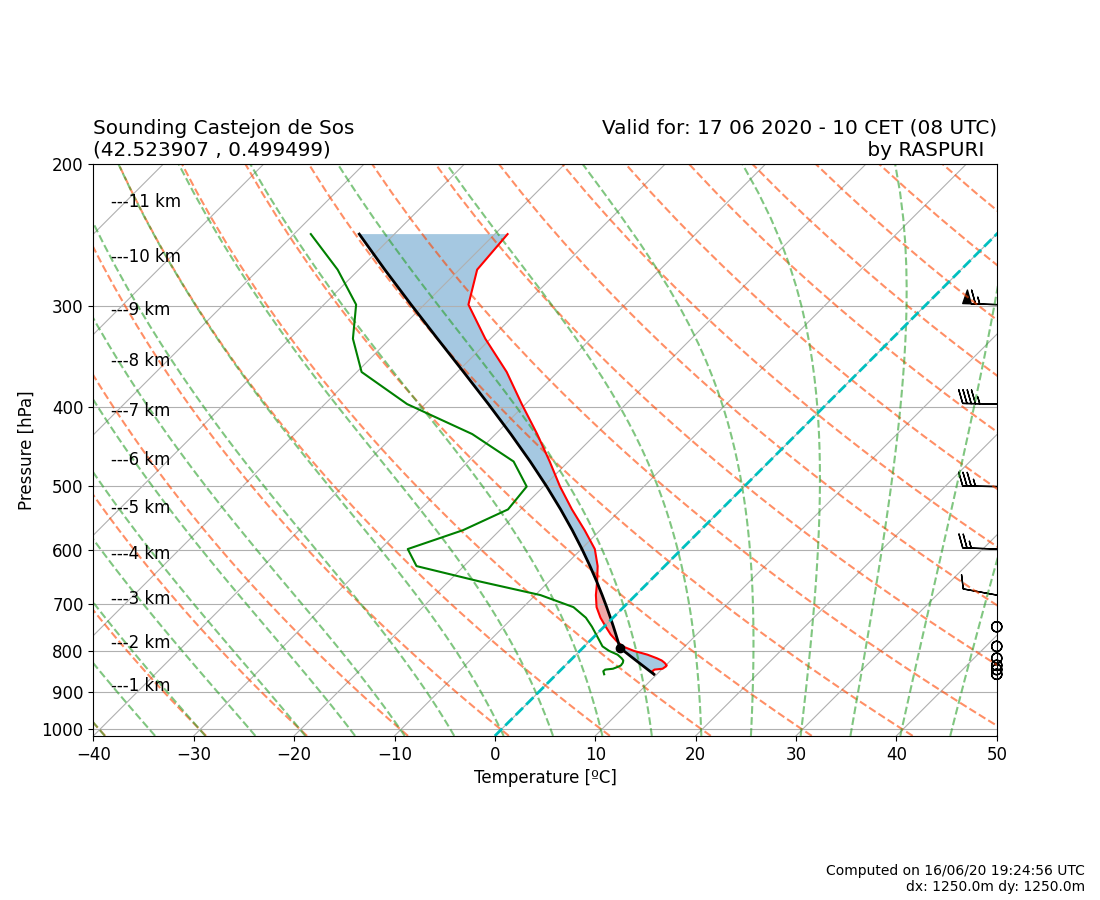 Sounding Castejon de Sos
(42.523907 , 0.499499)
Valid for: 17 06 2020 - 10 CET (08 UTC)
by RASPURI
200
300
400
500
600
700
800
900
1000
Pressure [hPa]
---11 km
---10 km
---9 km
---8 km
---7 km
---6 km
---5 km
---4 km
---3 km
---2 km
---1 km
−40 −30 −20 −10 0 10 20 30 40 50
Temperature [ºC]
Computed on 16/06/20 19:24:56 UTC
dx: 1250.0m dy: 1250.0m